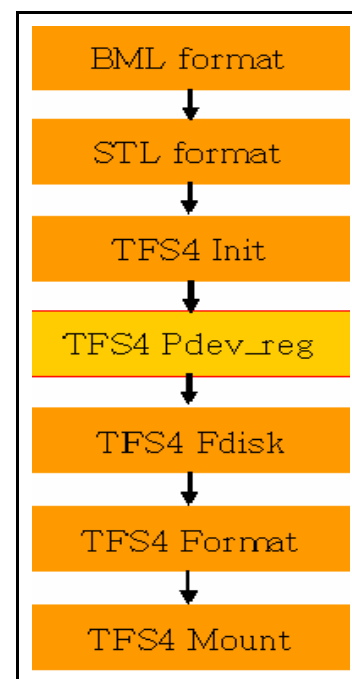 BML format
STL format
TFS4 Init
TFS4 Pdev_reg
TFS4 Fdisk
TFS4 Format
TFS4 Mount